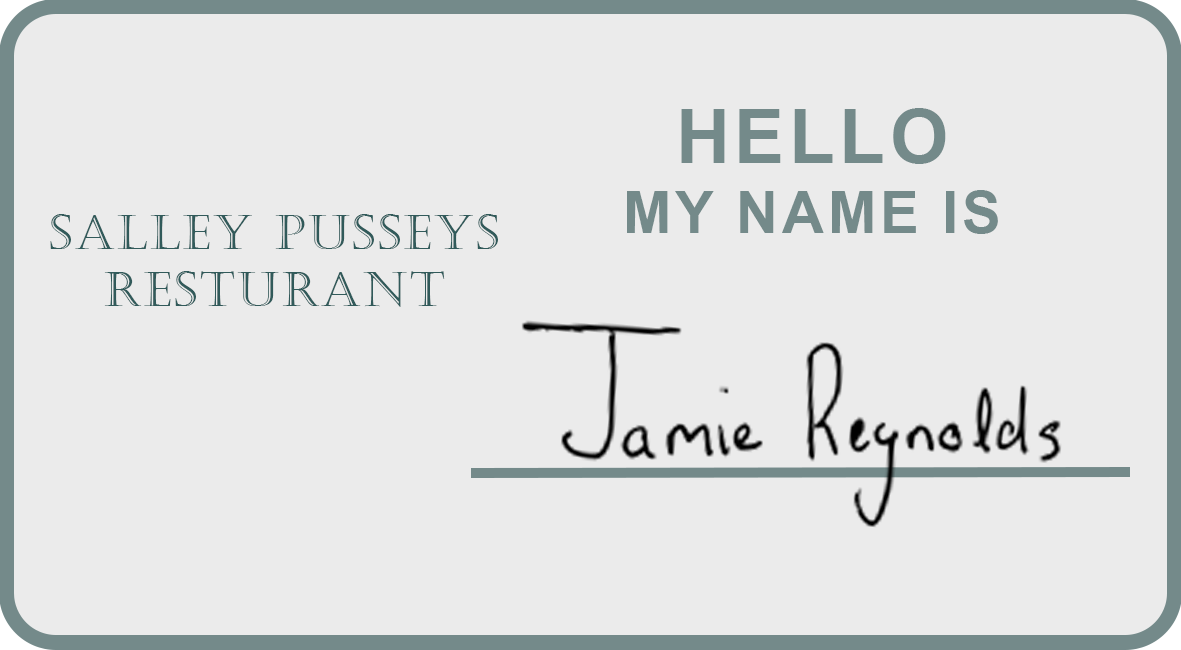 SALLEY PUSSEYS
RESTURANT
HELLO
MY NAME IS
Jamie Reynolds